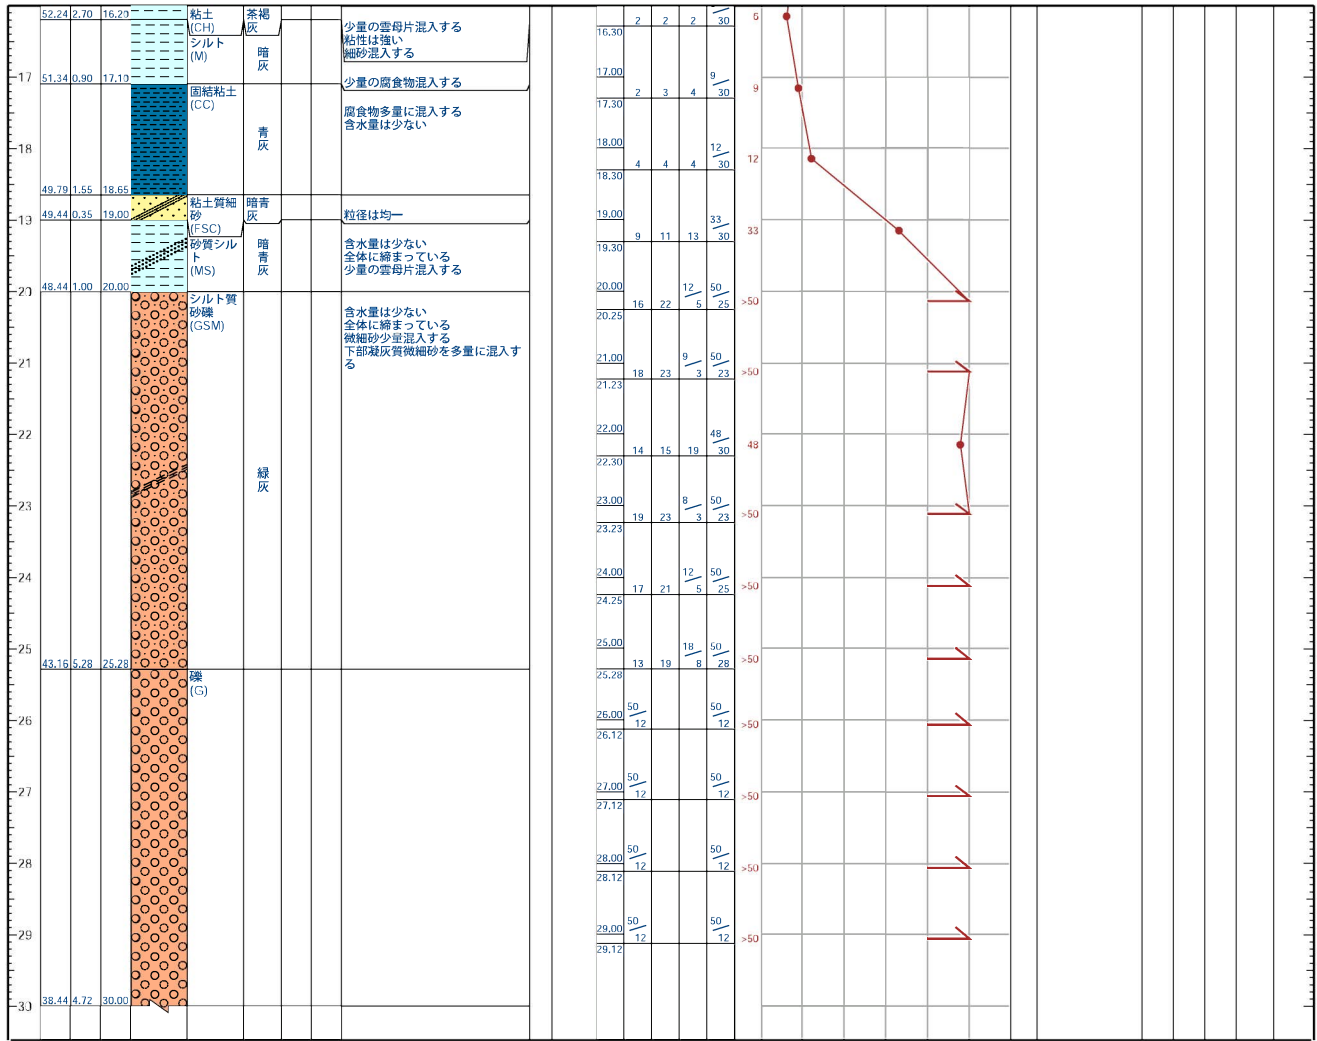 52.24 2.70 16.20 粘土 茶褐
(CH) 灰
シルト 暗
(M) 灰
少量の雲母片混入する
粘性は強い
細砂混入する
2 2 2 30
16.30
6
17
51.34 0.90 17.10
少量の腐食物混入する
17.00 9
2 3 4 30
17.30
9
固結粘土
(CC)
青
灰
腐食物多量に混入する
含水量は少ない
18
18.00 12
4 4 4 30
18.30
12
49.79 1.55 18.65
粘土質細 暗青
砂 灰
(FSC)
49.44 0.35 19.00
粒径は均一
19
19.00 33
9 11 13 30
19.30
33
砂質シル 暗
ト 青
(MS) 灰
含水量は少ない
全体に締まっている
少量の雲母片混入する
20
48.44 1.00 20.00
20.00 12 50
16 22 5 25
20.25
>50
シルト質
砂礫
(GSM)
緑
灰
含水量は少ない
全体に締まっている
微細砂少量混入する
下部凝灰質微細砂を多量に混入す
る
21
21.00 9 50
18 23 3 23
21.23
>50
22
22.00 48
14 15 19 30
22.30
48
23
23.00 8 50
19 23 3 23
23.23
>50
24
24.00 12 50
17 21 5 25
24.25
>50
25
43.16 5.28 25.28
25.00 18 50
13 19 8 28
25.28
>50
礫
(G)
26
26.00 50 50
12 12
26.12
>50
27
27.00 50 50
12 12
27.12
>50
28
28.00 50 50
12 12
28.12
>50
29
29.00 50 50
12 12
29.12
>50
30
38.44 4.72 30.00